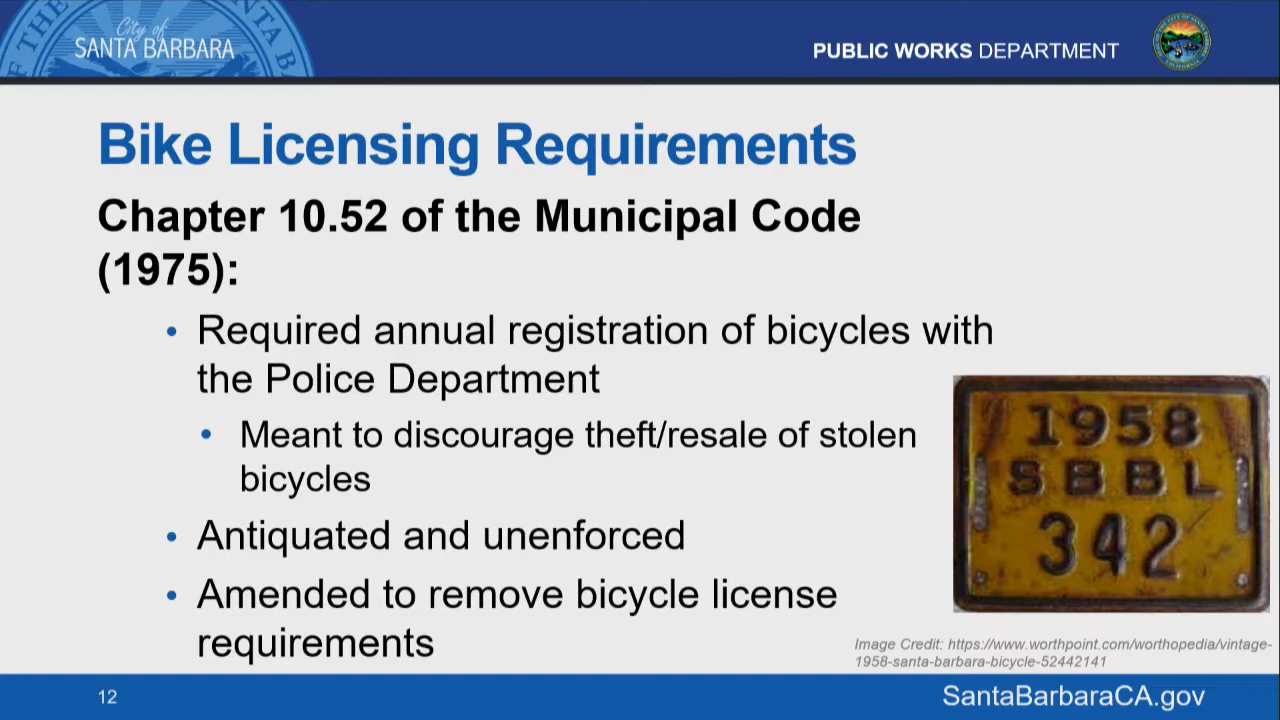 City of
SANTA BARBARA
PUBLIC WORKS DEPARTMENT
Bike Licensing Requirements
Chapter 10.52 of the Municipal Code
(1975):
• Required annual registration of bicycles with
the Police Department
• Meant to discourage theft/resale of stolen
bicycles
• Antiquated and unenforced
• Amended to remove bicycle license
requirements
1958
SBBL
342
Image Credit: https://www.worthpoint.com/worthopedia/vintage-
1958-santa-barbara-bicycle-52442141
12
SantaBarbaraCA.gov